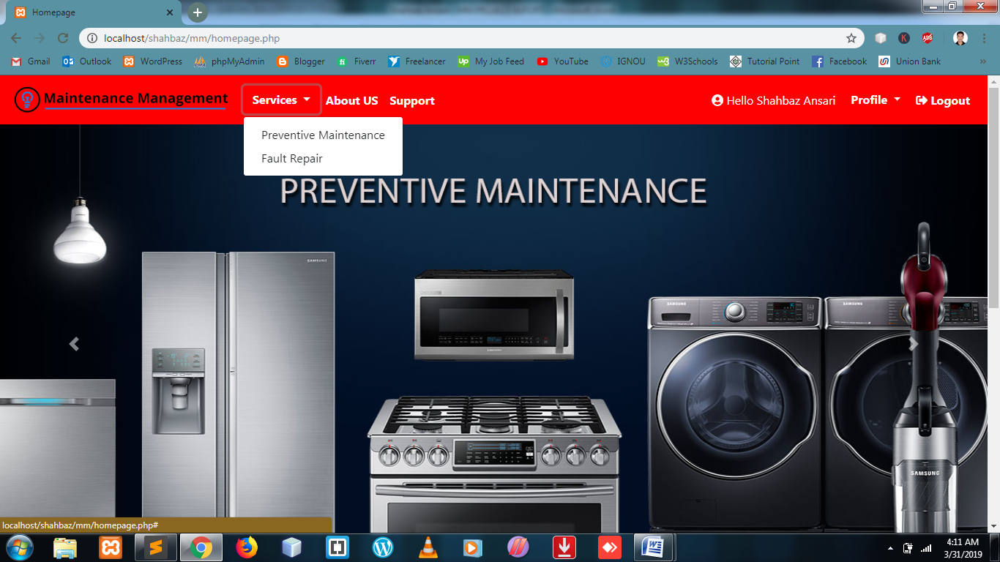 Homepage
localhost/shahbaz/mm/homepage.php
K
ABP
Gmail Outlook WordPress phpMyAdmin Blogger Fiverr Freelancer My Job Feed YouTube IGNOU W3Schools Tutorial Point Facebook Union Bank
Maintenance Management Services About US Support Hello Shahbaz Ansari Profile Logout
Preventive Maintenance
Fault Repair
PREVENTIVE MAINTENANCE
SAMSUNG
SAMSUNG
SAMSUNG
SAMSUNG
SAMSUNG
localhost/shahbaz/mm/homepage.php#
4:11 AM
3/31/2019